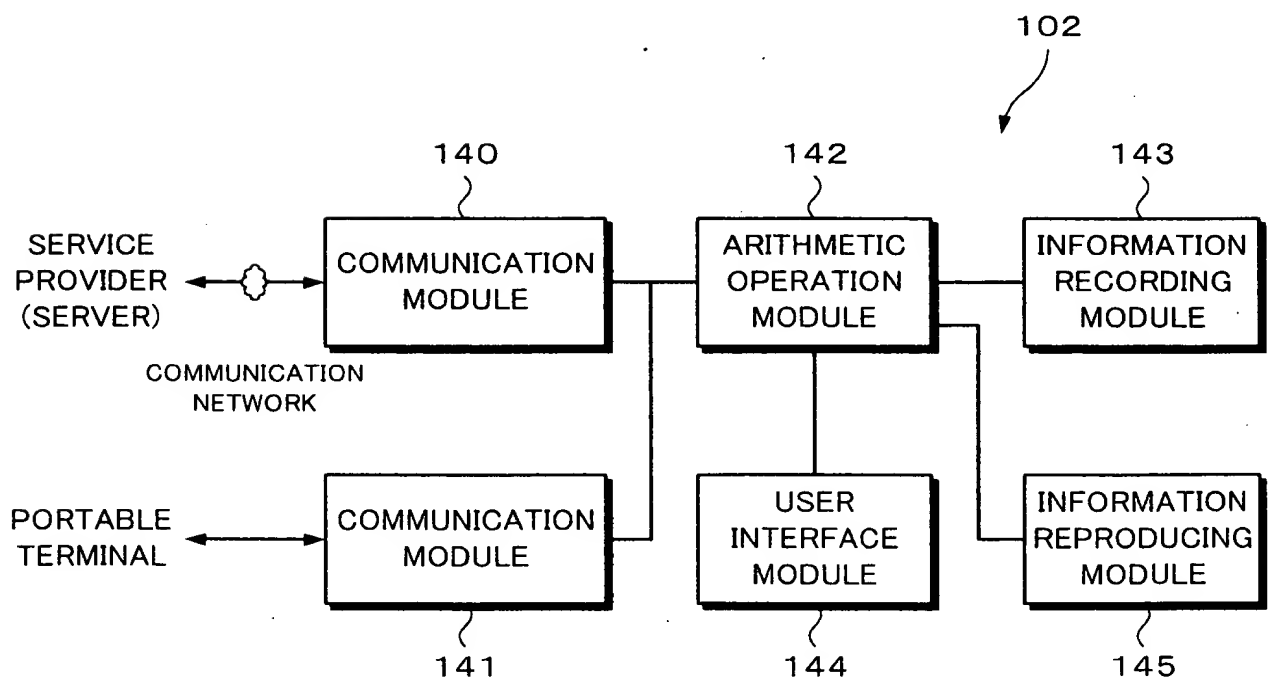 102
140
142
143
SERVICE
PROVIDER
(SERVER)
COMMUNICATION
MODULE
ARITHMETIC
OPERATION
MODULE
INFORMATION
RECORDING
MODULE
COMMUNICATION
NETWORK
PORTABLE
TERMINAL
COMMUNICATION
MODULE
USER
INTERFACE
MODULE
INFORMATION
REPRODUCING
MODULE
141
144
145